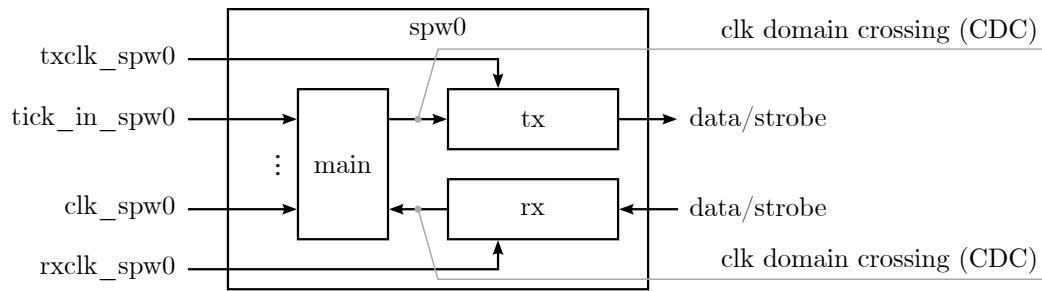 spw0
clk domain crossing (CDC)
txclk_spw0
tick_in_spw0
tx
data/strobe
⋮
main
clk_spw0
rx
data/strobe
rxclk_spw0
clk domain crossing (CDC)